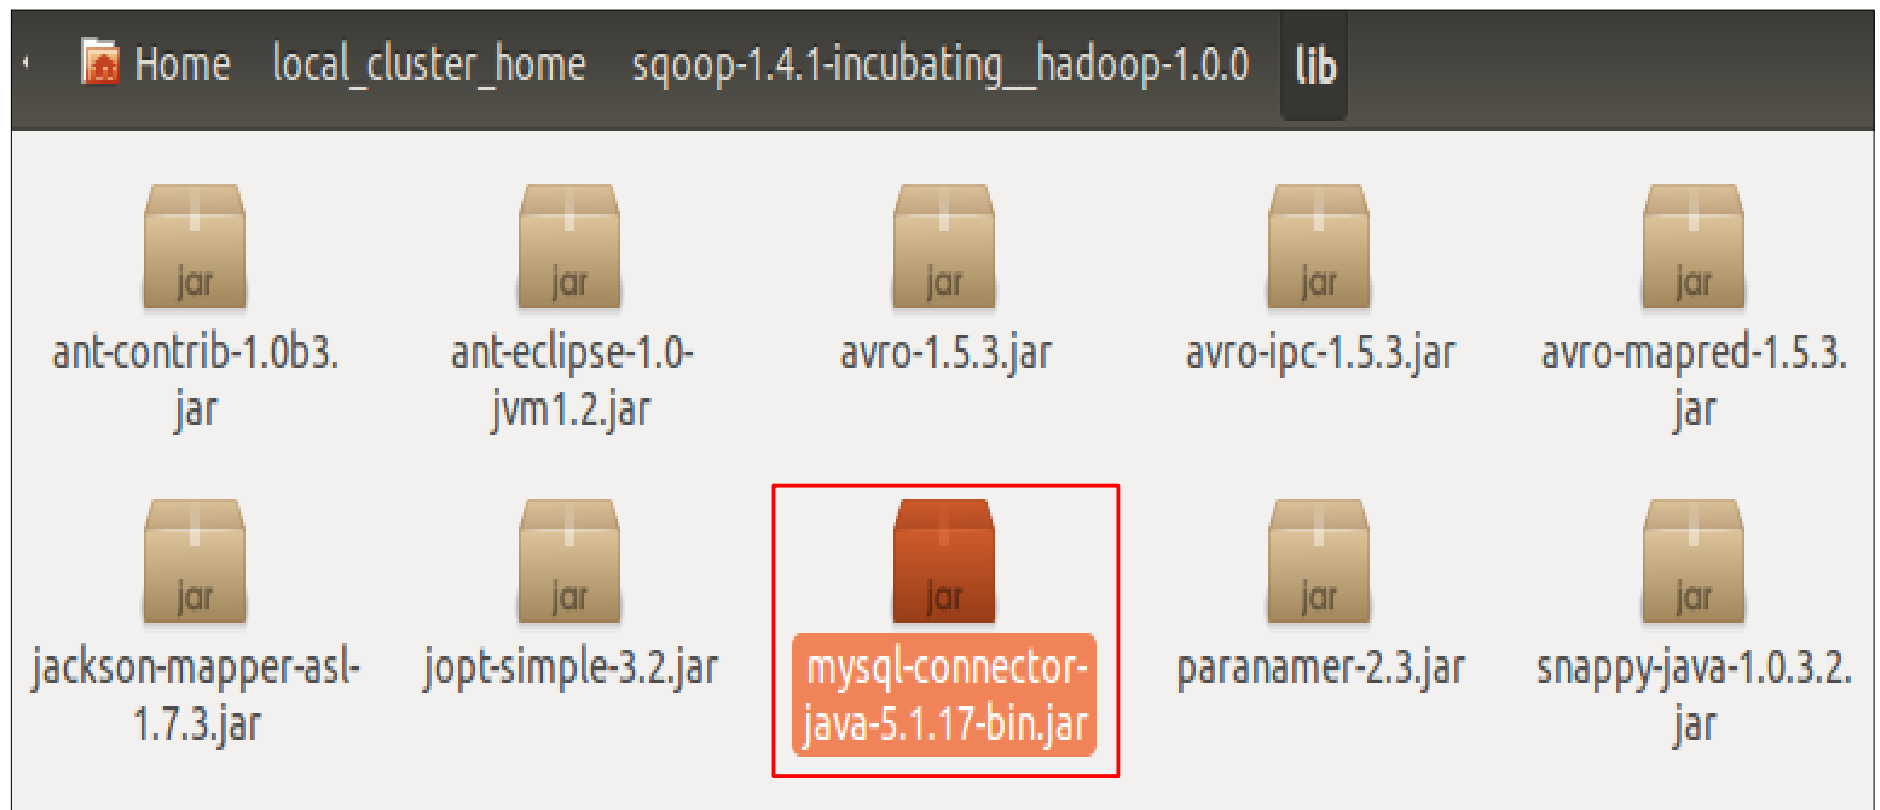 Home local_cluster_home sqoop-1.4.1-incubating__hadoop-1.0.0 lib
jar jar jar jar jar
ant-contrib-1.0b3. ant-eclipse-1.0- avro-1.5.3.jar avro-ipc-1.5.3.jar avro-mapred-1.5.3.
jar jvm1.2.jar jar
jar jar jar jar jar
jackson-mapper-asl- jopt-simple-3.2.jar mysql-connector- paranamer-2.3.jar snappy-java-1.0.3.2.
1.7.3.jar java-5.1.17-bin.jar jar